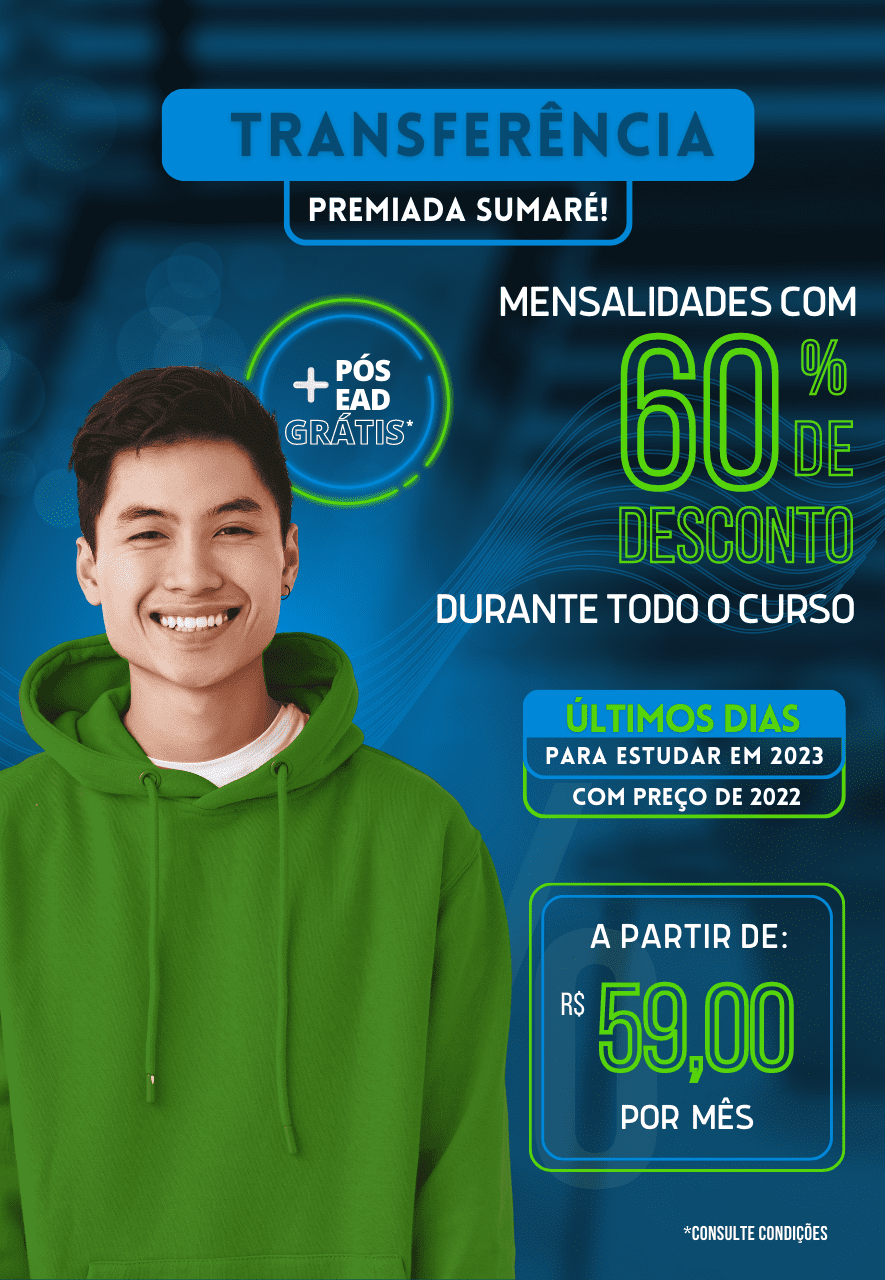 TRANSFERÊNCIA
PREMIADA SUMARÉ!
MENSALIDADES COM
60%
DE
DESCONTO
DURANTE TODO O CURSO
+ PÓS
EAD
GRÁTIS*
ÚLTIMOS DIAS
PARA ESTUDAR EM 2023
COM PREÇO DE 2022
A PARTIR DE:
R$ 59,00
POR MÊS
*CONSULTE CONDIÇÕES